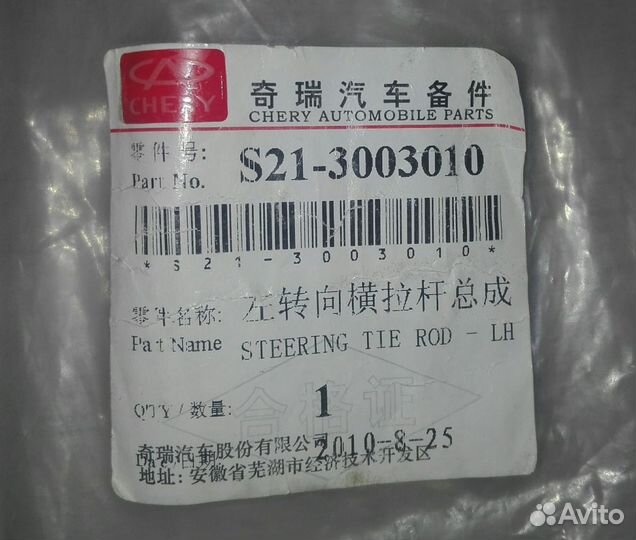 CHERY
奇瑞汽车备件
CHERY AUTOMOBILE PARTS
零件号:
Part No. S21-3003010
*S21-3003010*
零件名称: 左转向横拉杆总成
Part Name STEERING TIE ROD - LH
合格证
QTY/数量: 1
奇瑞汽车股份有限公司
日期 2010-8-25
地址: 安徽省芜湖市经济技术开发区
Avito